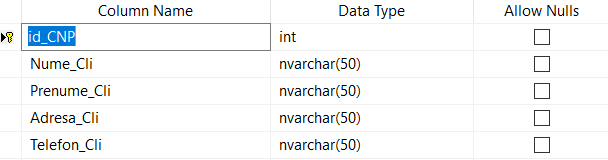 Column Name Data Type Allow Nulls
id_CNP int
Nume_Cli nvarchar(50)
Prenume_Cli nvarchar(50)
Adresa_Cli nvarchar(50)
Telefon_Cli nvarchar(50)